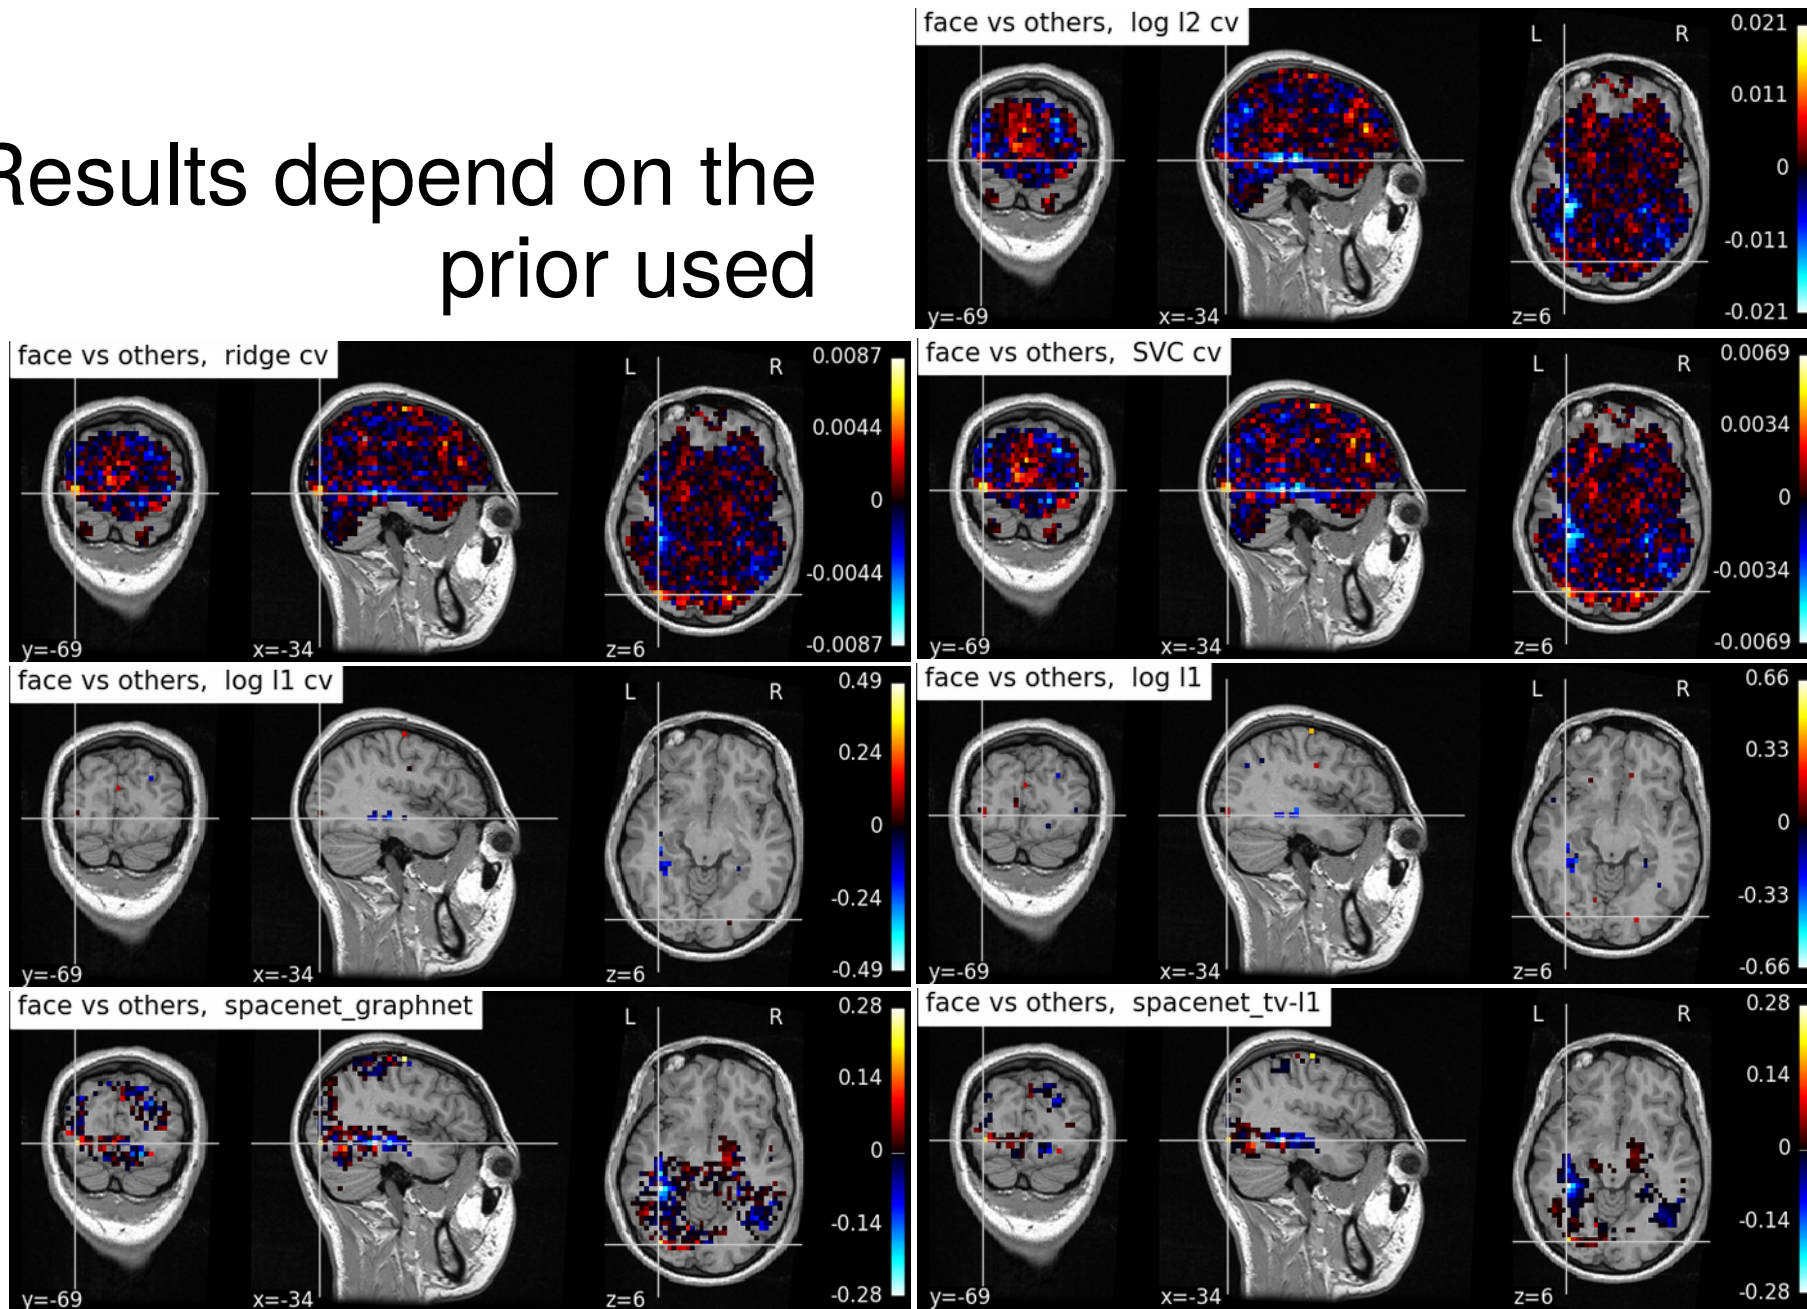 Results depend on the
prior used
face vs others, log l2 cv
L
R
0.021
0.011
0
-0.011
-0.021
y=-69
x=-34
z=6
face vs others, ridge cv
L
R
0.0087
0.0044
0
-0.0044
-0.0087
y=-69
x=-34
z=6
face vs others, SVC cv
L
R
0.0069
0.0034
0
-0.0034
-0.0069
y=-69
x=-34
z=6
face vs others, log l1 cv
L
R
0.49
0.24
0
-0.24
-0.49
y=-69
x=-34
z=6
face vs others, log l1
L
R
0.66
0.33
0
-0.33
-0.66
y=-69
x=-34
z=6
face vs others, spacenet_graphnet
L
R
0.28
0.14
0
-0.14
-0.28
y=-69
x=-34
z=6
face vs others, spacenet_tv-l1
L
R
0.28
0.14
0
-0.14
-0.28
y=-69
x=-34
z=6